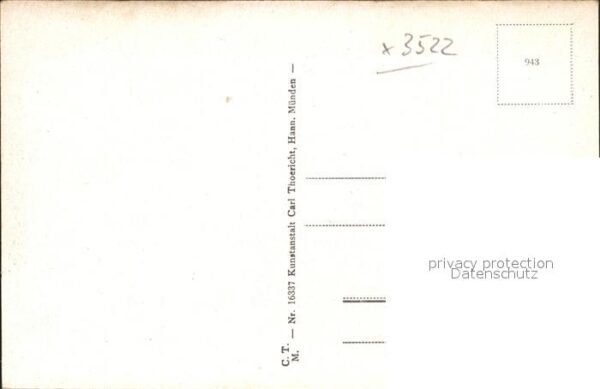 x 3522
943
C. T.
M. — Nr. 16337 Kunstanstalt Carl Thoericht, Hann. Münden —
privacy protection
Datenschutz